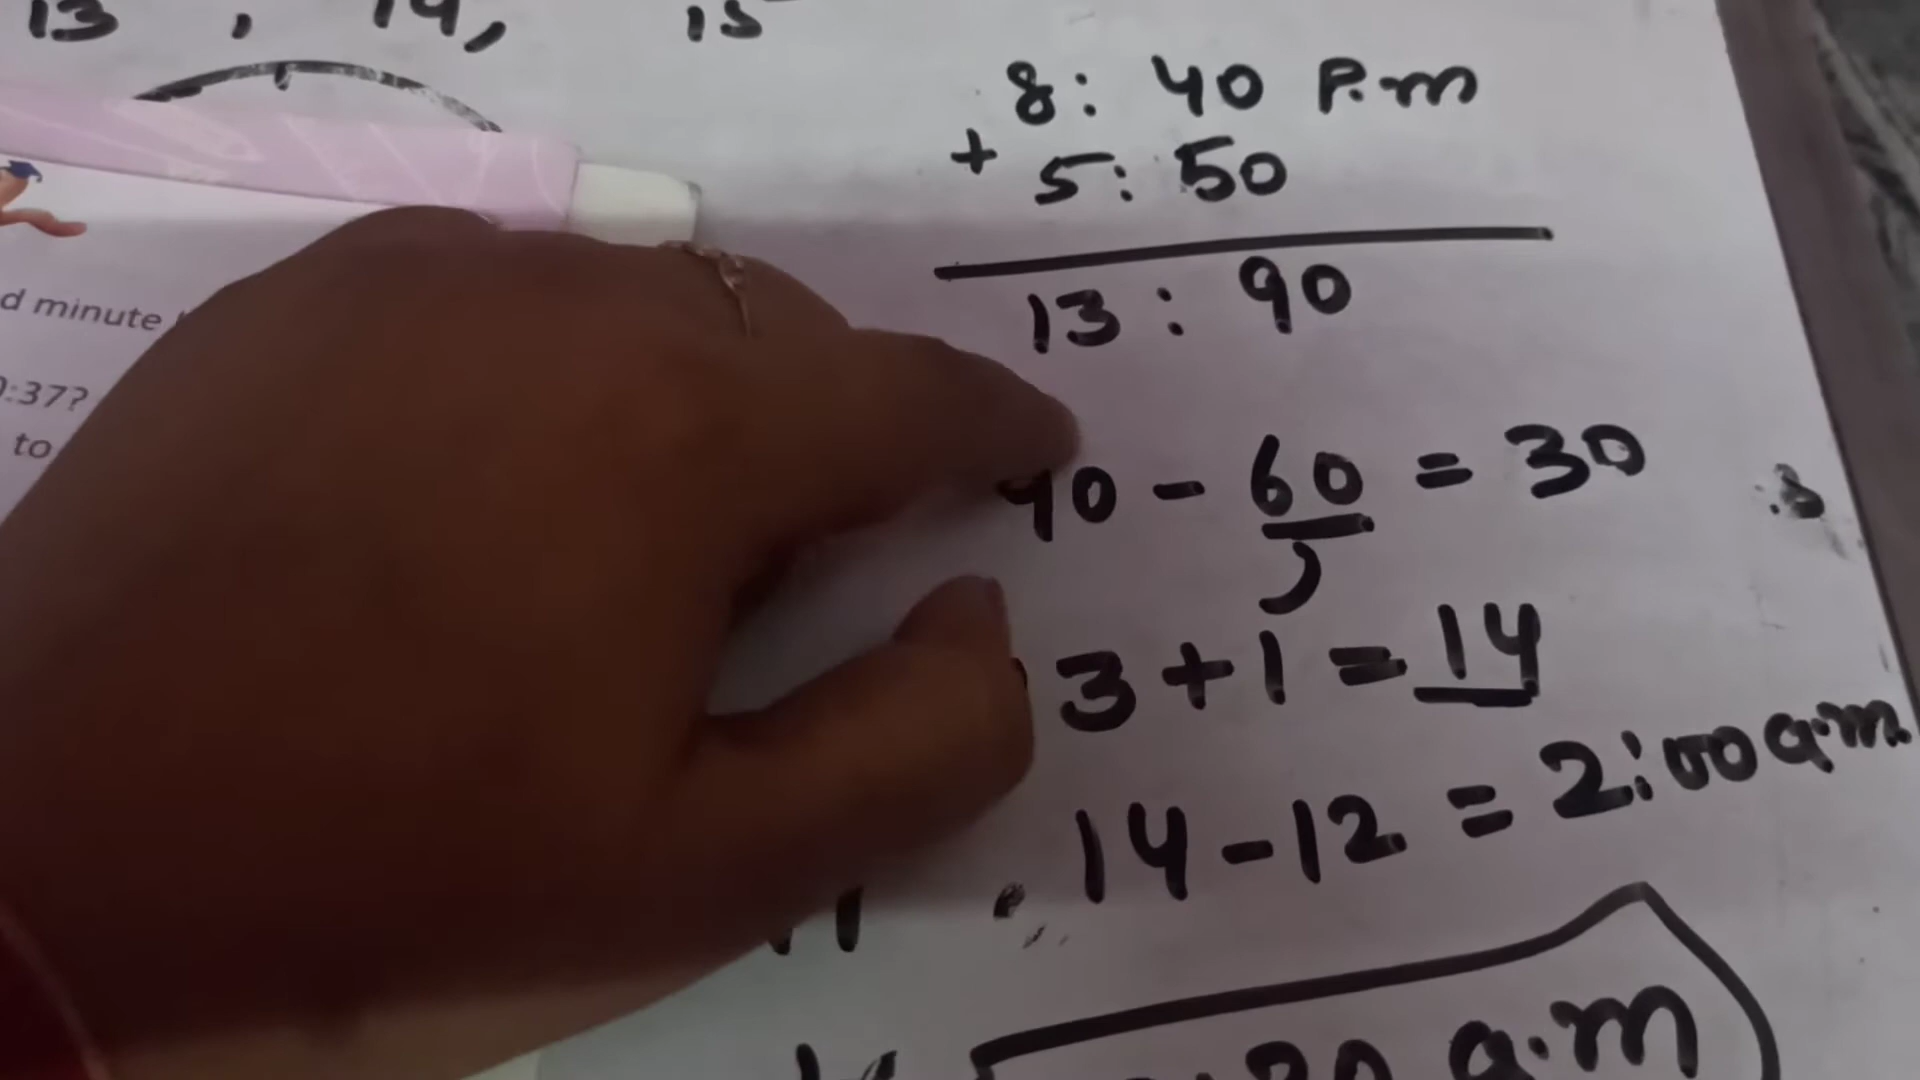 13 , 14, 15
8: 40 P.m
+ 5: 50
13 : 90
d minute
:37?
to
90 - 60 = 30
3 + 1 = 14
14 - 12 = 2:00 a.m.
a.m